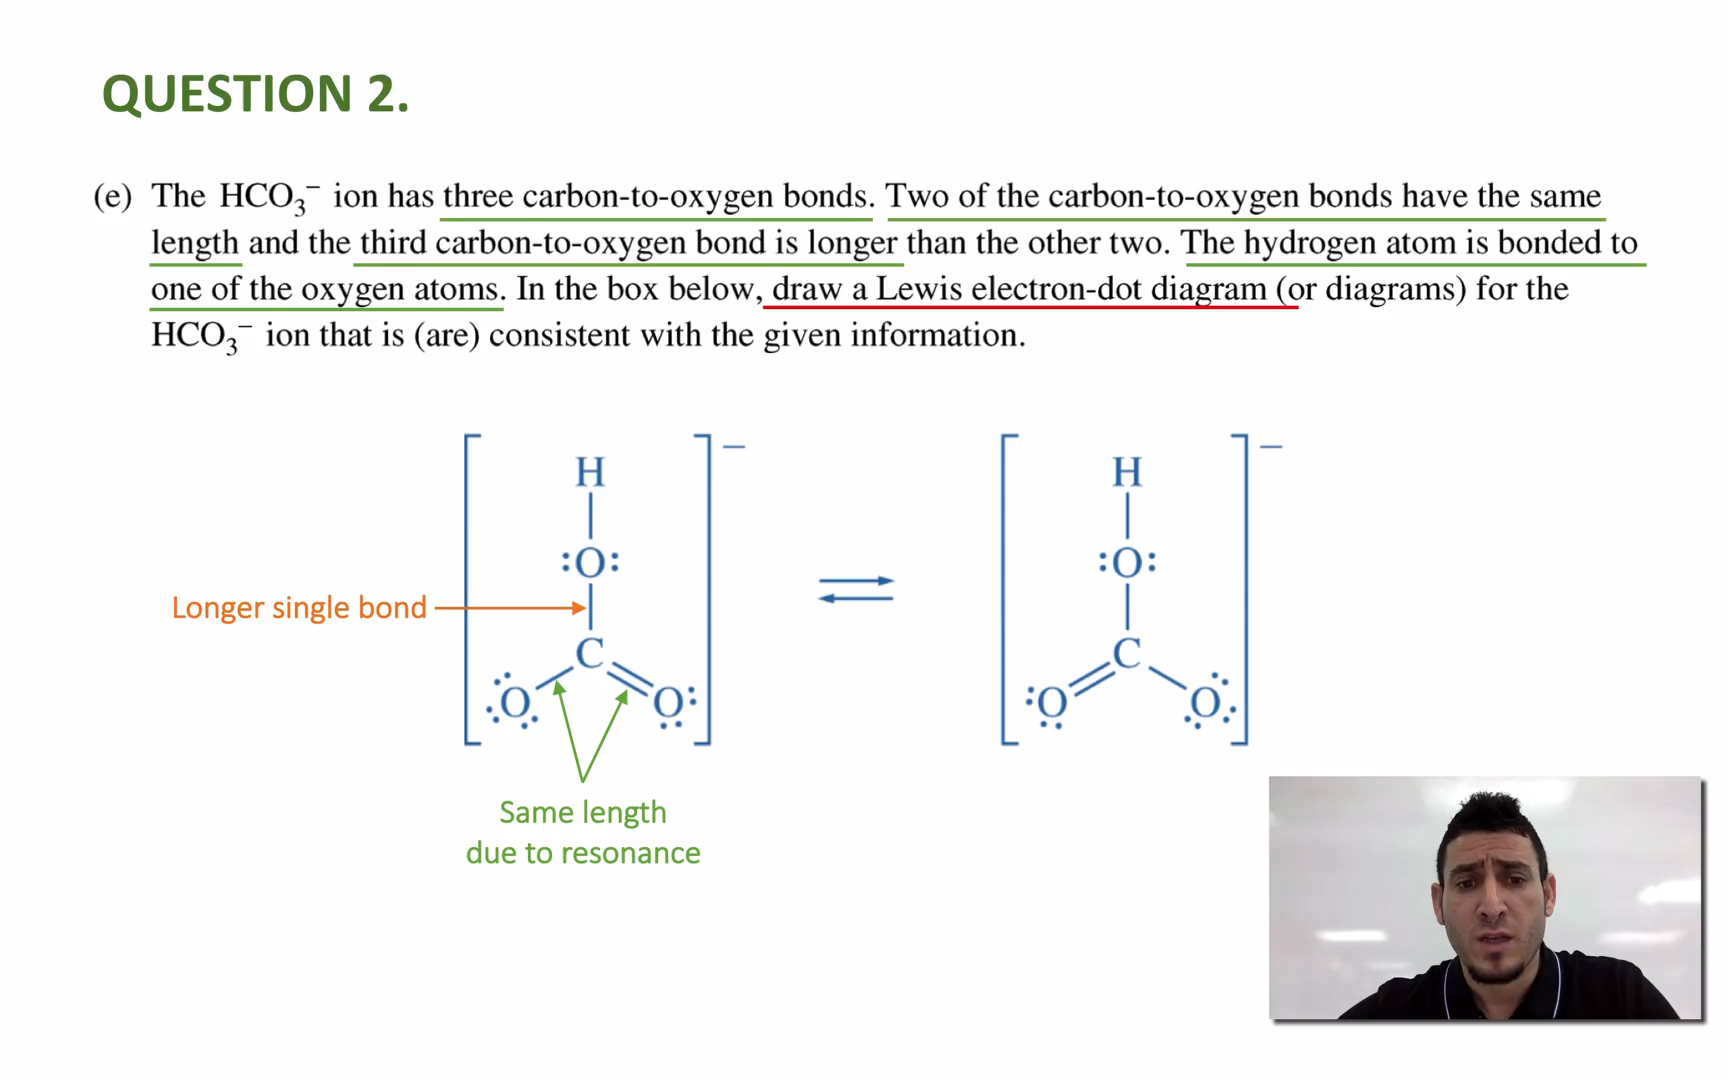 QUESTION 2.
(e) The HCO₃⁻ ion has three carbon-to-oxygen bonds. Two of the carbon-to-oxygen bonds have the same
length and the third carbon-to-oxygen bond is longer than the other two. The hydrogen atom is bonded to
one of the oxygen atoms. In the box below, draw a Lewis electron-dot diagram (or diagrams) for the
HCO₃⁻ ion that is (are) consistent with the given information.
H
:O:
Longer single bond
C
O
O
–
H
:O:
C
O
O
–
Same length
due to resonance